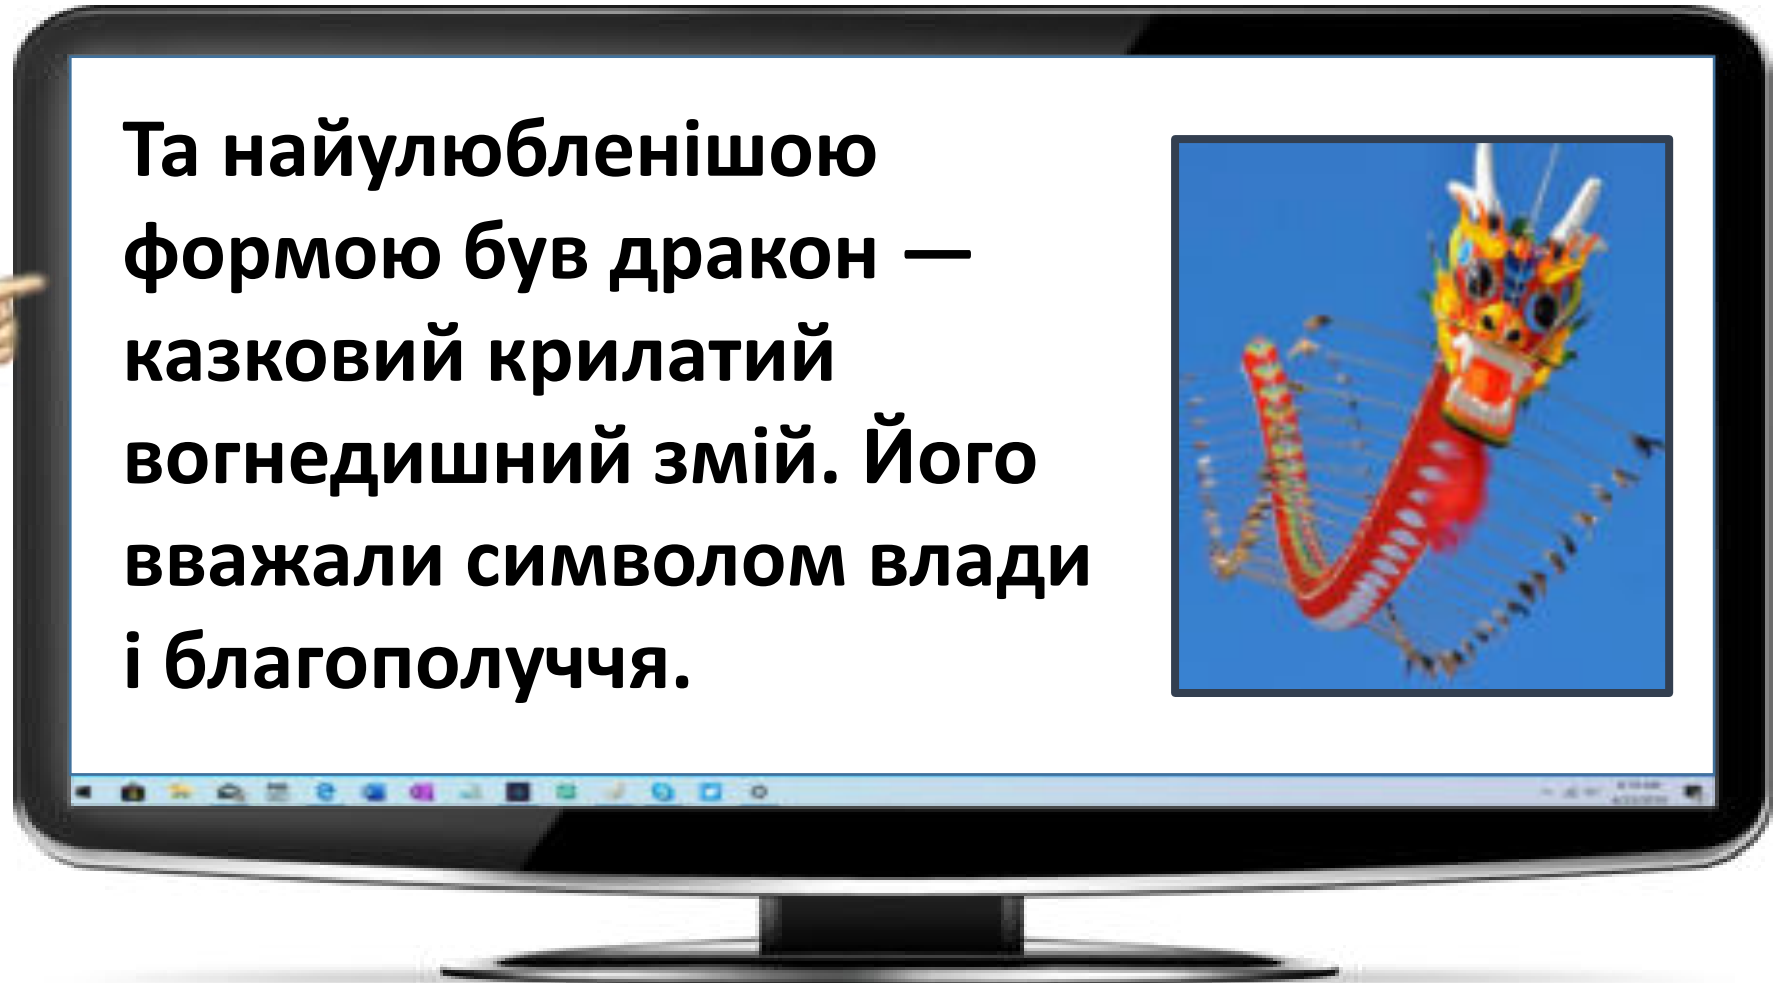 Та найулюбленішою
формою був дракон —
казковий крилатий
вогнедишний змій. Його
вважали символом влади
і благополуччя.